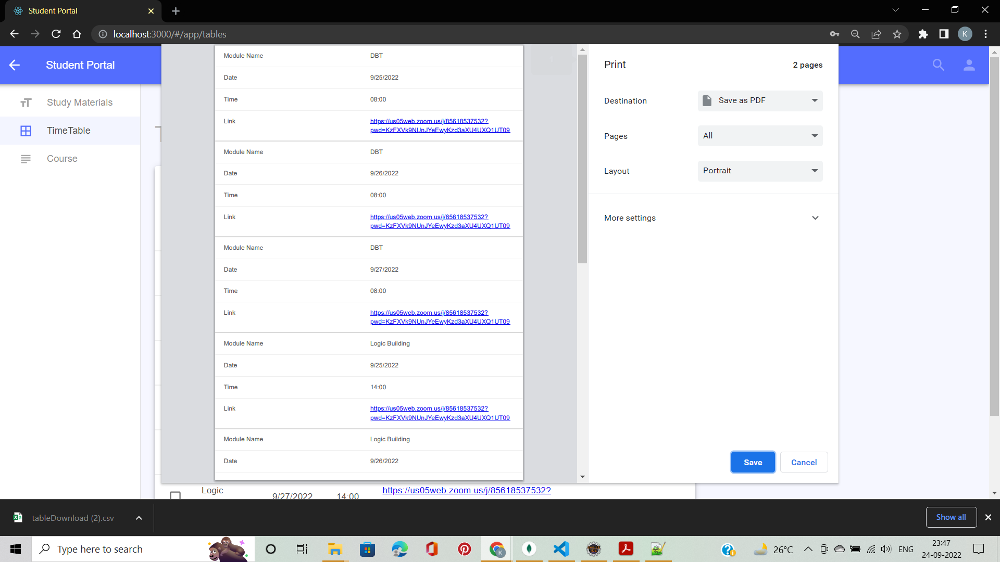 Student Portal
localhost:3000/#/app/tables
K
Student Portal
Study Materials
TimeTable
Course
Module Name DBT
Date 9/25/2022
Time 08:00
Link https://us05web.zoom.us/j/85618537532?
pwd=KzFXVk9NUnJYeEwyKzd3aXU4UXQ1UT09
Module Name DBT
Date 9/26/2022
Time 08:00
Link https://us05web.zoom.us/j/85618537532?
pwd=KzFXVk9NUnJYeEwyKzd3aXU4UXQ1UT09
Module Name DBT
Date 9/27/2022
Time 08:00
Link https://us05web.zoom.us/j/85618537532?
pwd=KzFXVk9NUnJYeEwyKzd3aXU4UXQ1UT09
Module Name Logic Building
Date 9/25/2022
Time 14:00
Link https://us05web.zoom.us/j/85618537532?
pwd=KzFXVk9NUnJYeEwyKzd3aXU4UXQ1UT09
Module Name Logic Building
Date 9/26/2022
Print 2 pages
Destination Save as PDF
Pages All
Layout Portrait
More settings
Save Cancel
Logic 9/27/2022 14:00 https://us05web.zoom.us/j/85618537532?
tableDownload (2).csv
Show all
Type here to search
26°C
ENG
23:47
24-09-2022